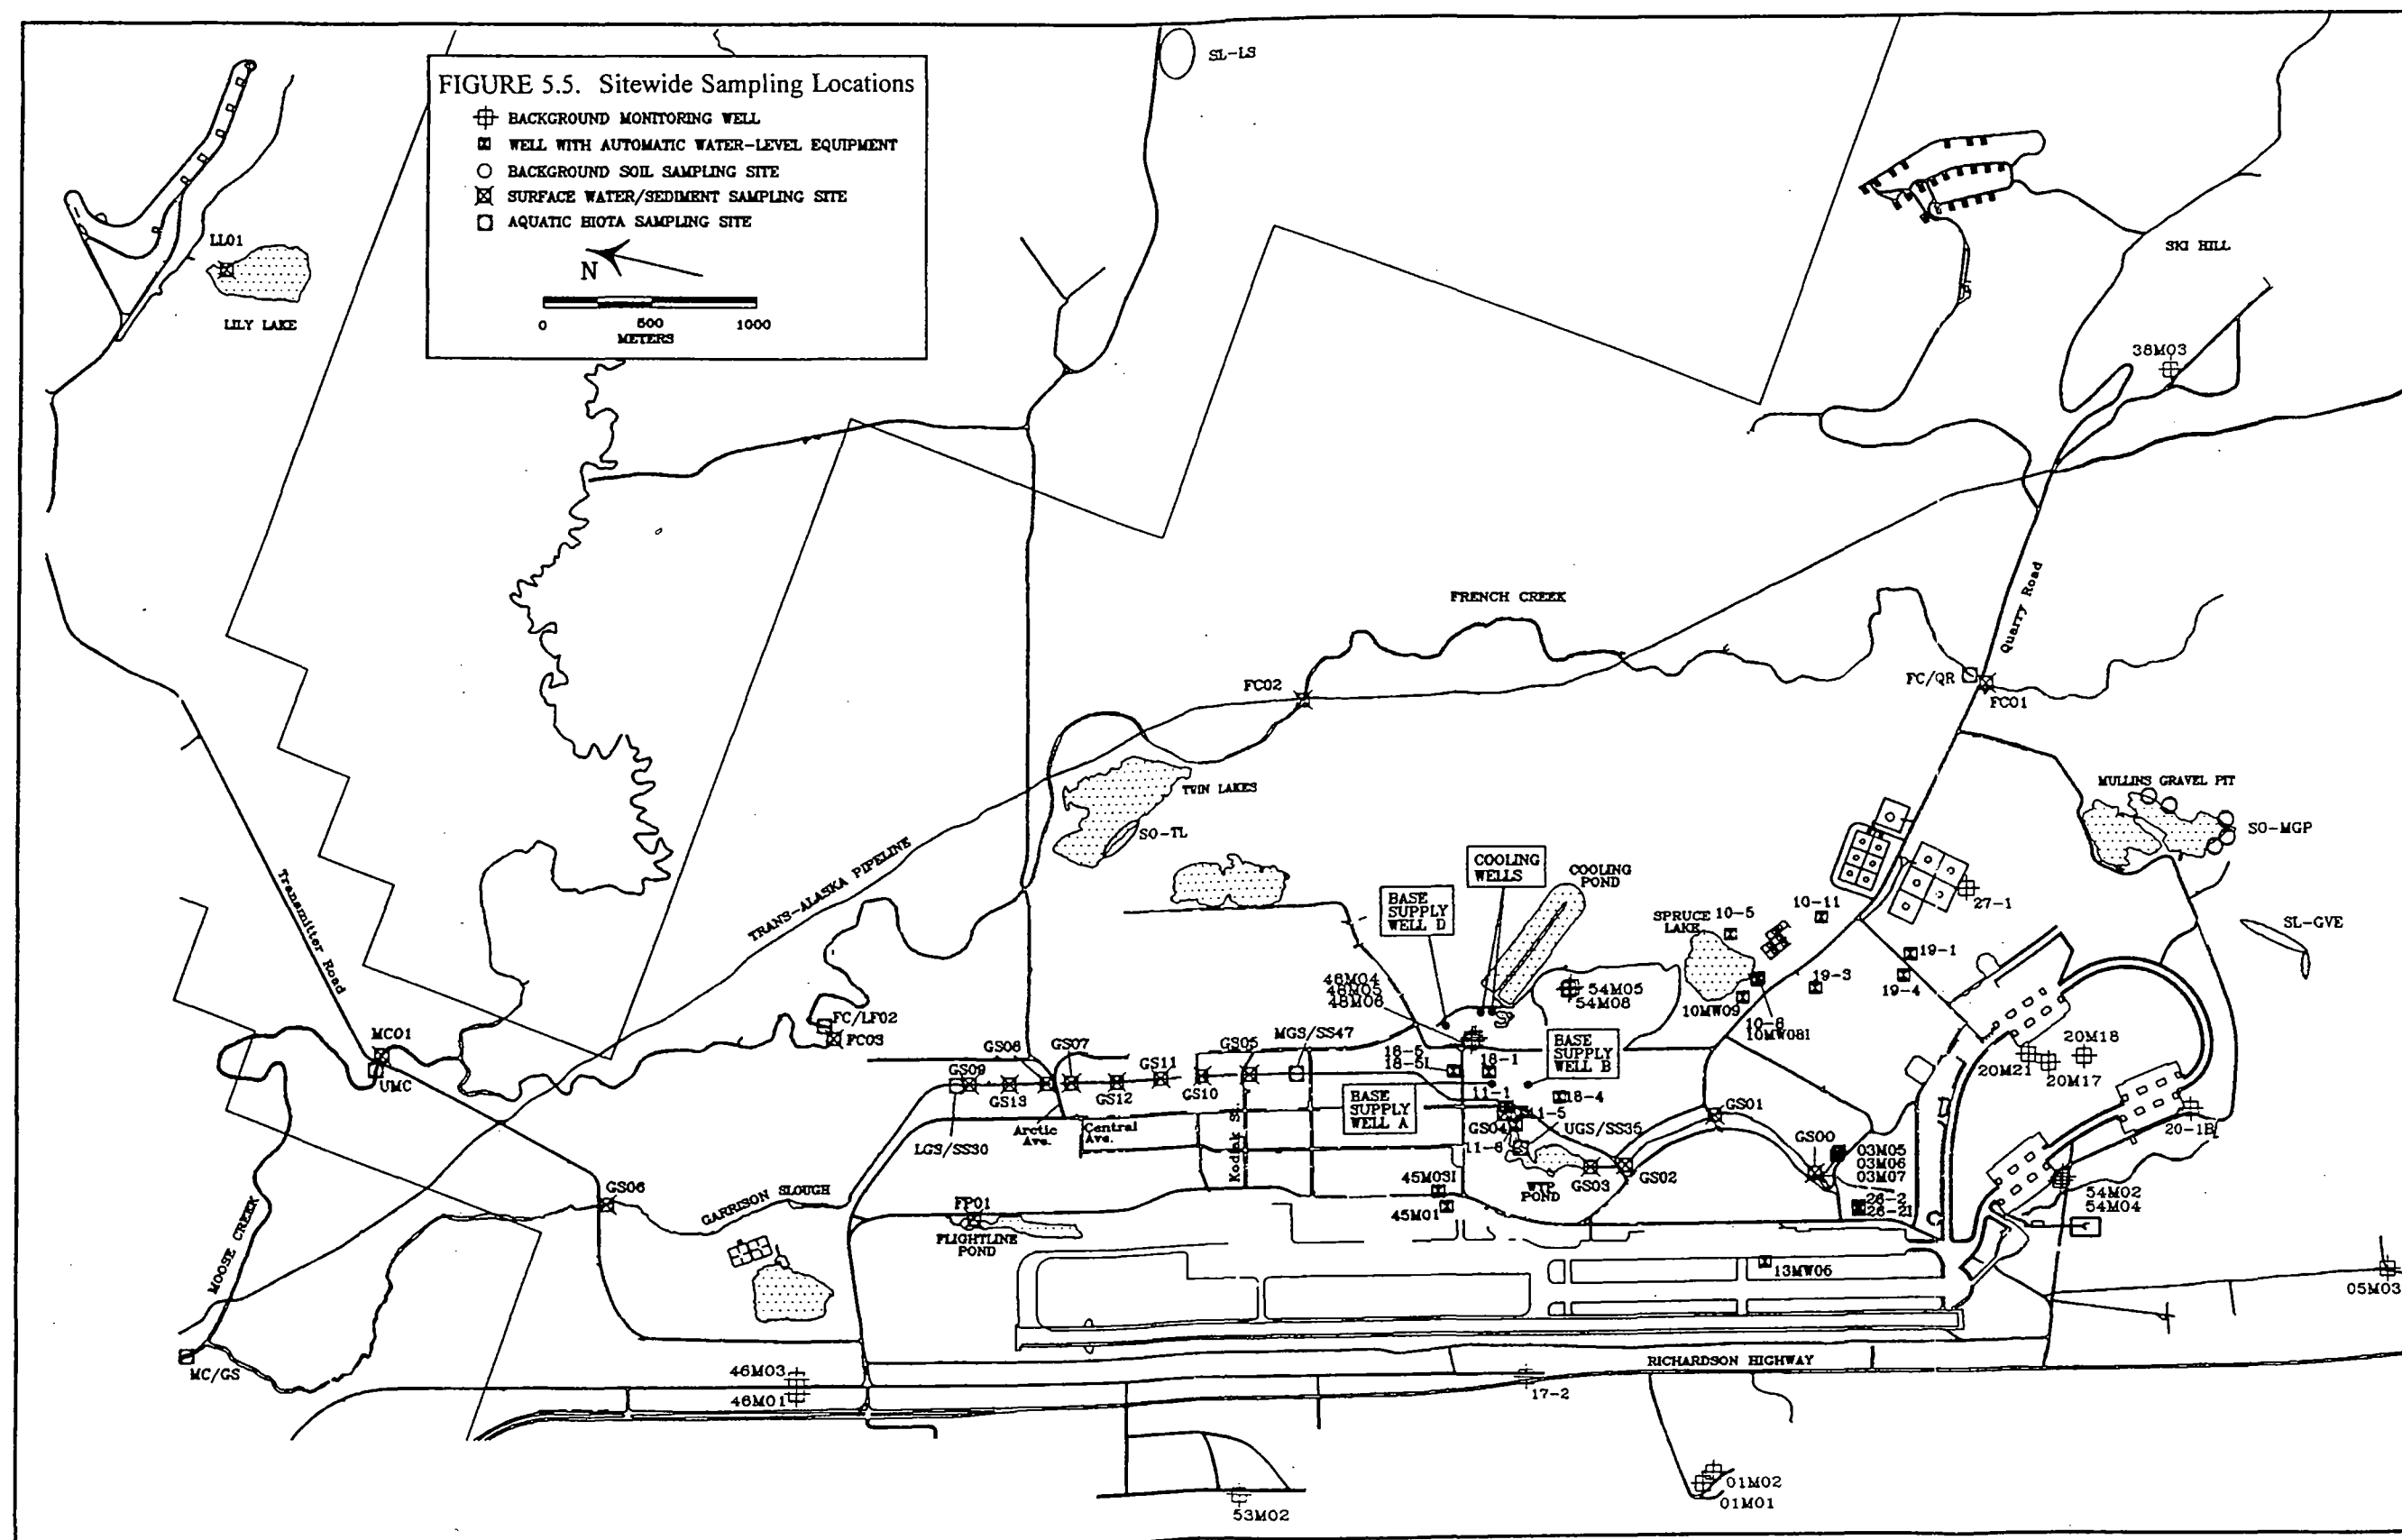 SL-LS
FIGURE 5.5. Sitewide Sampling Locations
BACKGROUND MONITORING WELL
WELL WITH AUTOMATIC WATER-LEVEL EQUIPMENT
BACKGROUND SOIL SAMPLING SITE
SURFACE WATER/SEDIMENT SAMPLING SITE
AQUATIC BIOTA SAMPLING SITE
N
0 500 1000
METERS
LL01
LILY LAKE
SKI HILL
38M03
FRENCH CREEK
Quarry Road
FC02
FC/QR
FC01
TWIN LAKES
SO-TL
MULLINS GRAVEL PIT
SO-MGP
TRANS-ALASKA PIPELINE
Transmitter Road
COOLING
WELLS
COOLING
POND
BASE
SUPPLY
WELL D
SPRUCE
LAKE
10-5
10-11
27-1
SL-GVE
19-1
19-3
19-4
48M04
48M05
48M06
54M05
54M08
10MW09
10-6
10MW08I
MC01
UMC
FC/LF02
FC03
GS08
GS07
GS11
GS05
MGS/SS47
18-5
18-5I
18-1
BASE
SUPPLY
WELL B
20M18
20M21
20M17
GS09
GS13
GS12
GS10
BASE
SUPPLY
WELL A
11-1
18-4
11-5
GS04
UGS/SS35
11-6
GS01
GS00
20-1B
LGS/SS30
Arctic
Ave.
Central
Ave.
Kodiak S.
03M05
03M06
03M07
WTP
POND
GS03
GS02
45M03I
45M01
26-2
26-2I
54M02
54M04
GS06
GARRISON SLOUGH
FP01
FLIGHTLINE
POND
MOOSE CREEK
13MW06
05M03
MC/GS
46M03
46M01
RICHARDSON HIGHWAY
17-2
01M02
01M01
53M02